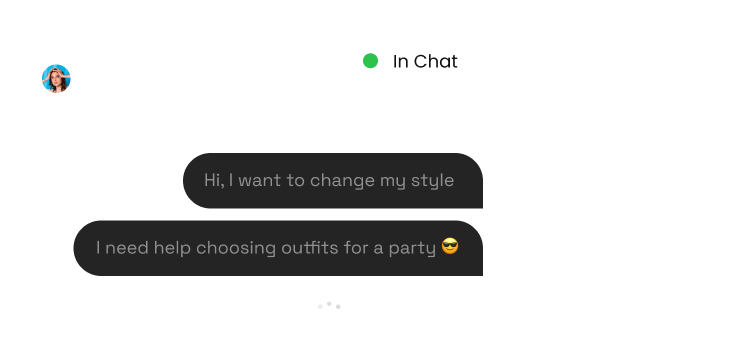 In Chat
Hi, I want to change my style
I need help choosing outfits for a party 😎